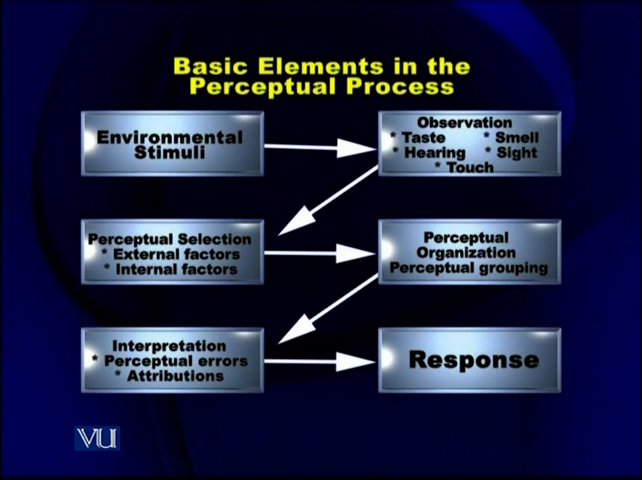 Basic Elements in the
Perceptual Process
Environmental
Stimuli
Observation
* Taste * Smell
* Hearing * Sight
* Touch
Perceptual Selection
* External factors
* Internal factors
Perceptual
Organization
Perceptual grouping
Interpretation
* Perceptual errors
* Attributions
Response
VU